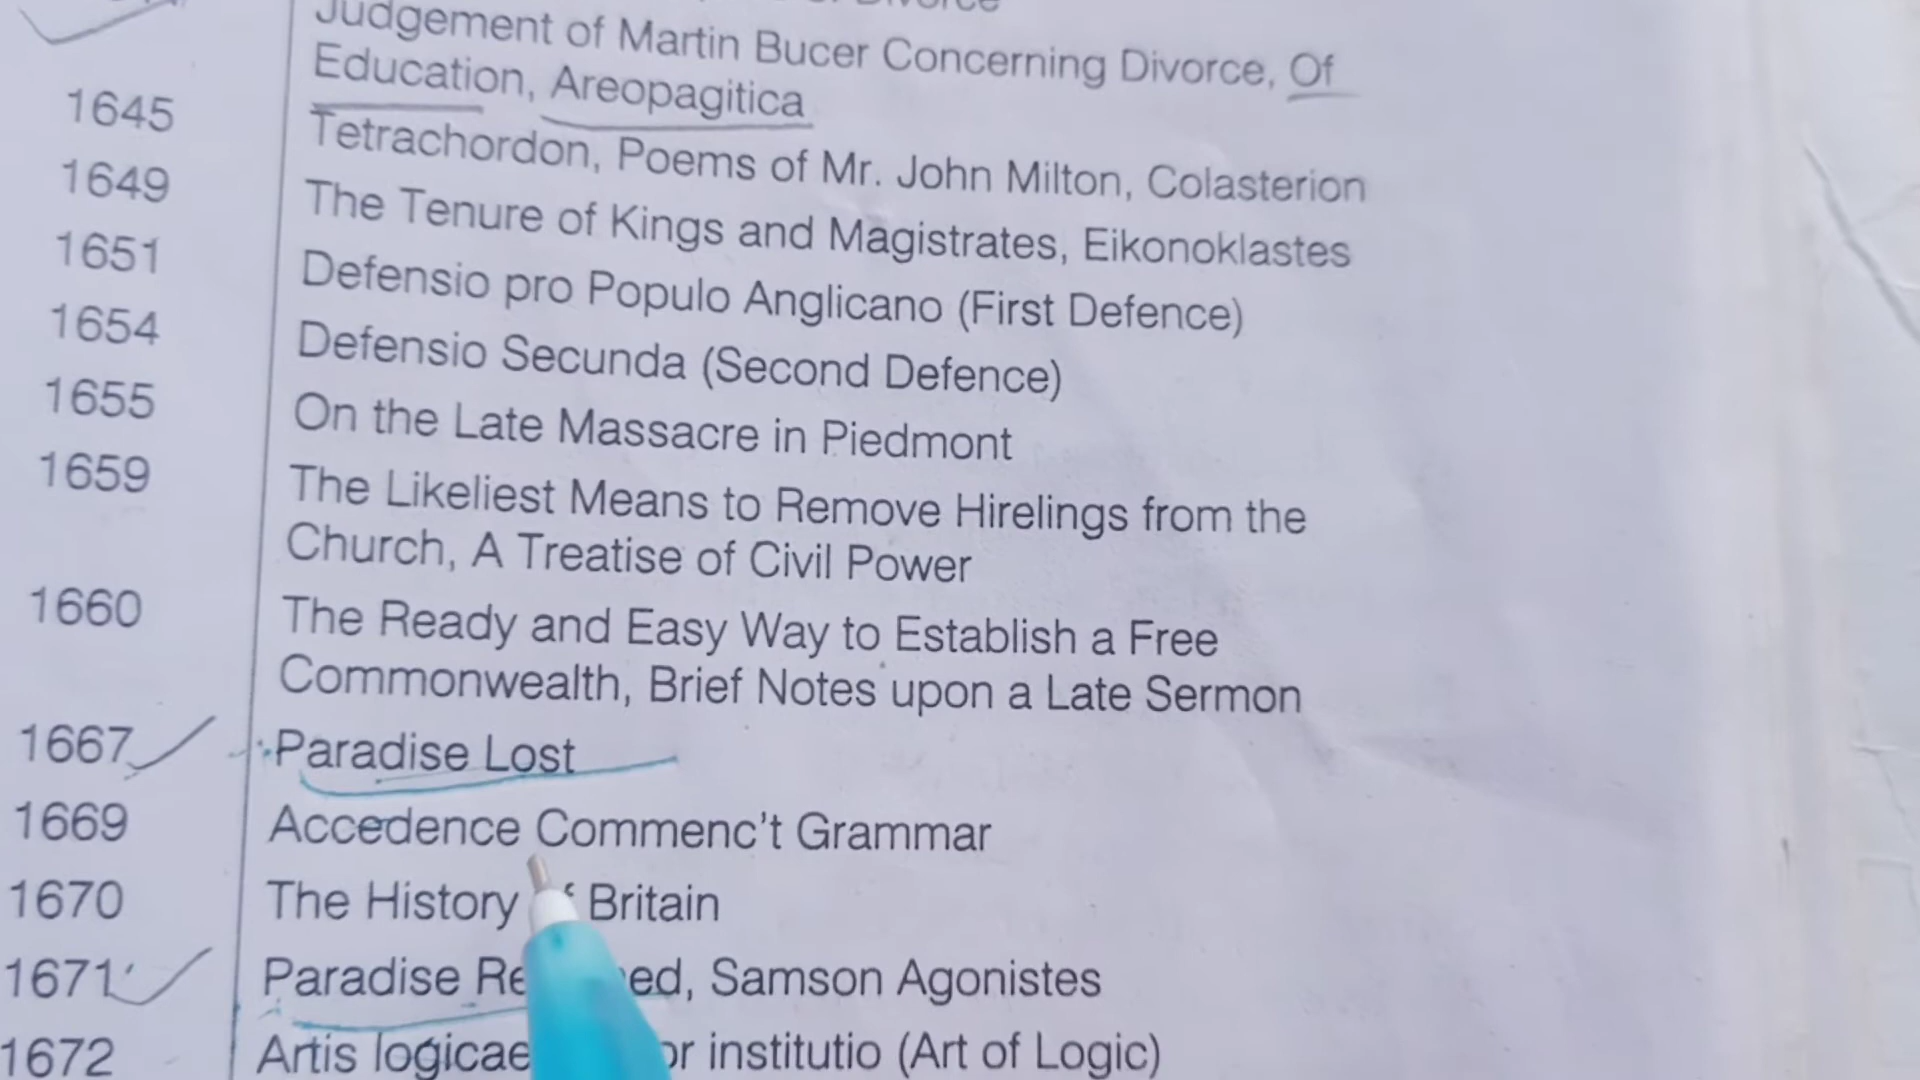 Judgement of Martin Bucer Concerning Divorce, Of
Education, Areopagitica
1645 Tetrachordon, Poems of Mr. John Milton, Colasterion
1649 The Tenure of Kings and Magistrates, Eikonoklastes
1651 Defensio pro Populo Anglicano (First Defence)
1654 Defensio Secunda (Second Defence)
1655 On the Late Massacre in Piedmont
1659 The Likeliest Means to Remove Hirelings from the
Church, A Treatise of Civil Power
1660 The Ready and Easy Way to Establish a Free
Commonwealth, Brief Notes upon a Late Sermon
1667 Paradise Lost
1669 Accedence Commenc't Grammar
1670 The History Britain
1671 Paradise Samson Agonistes
1672 Artis logicae institutio (Art of Logic)